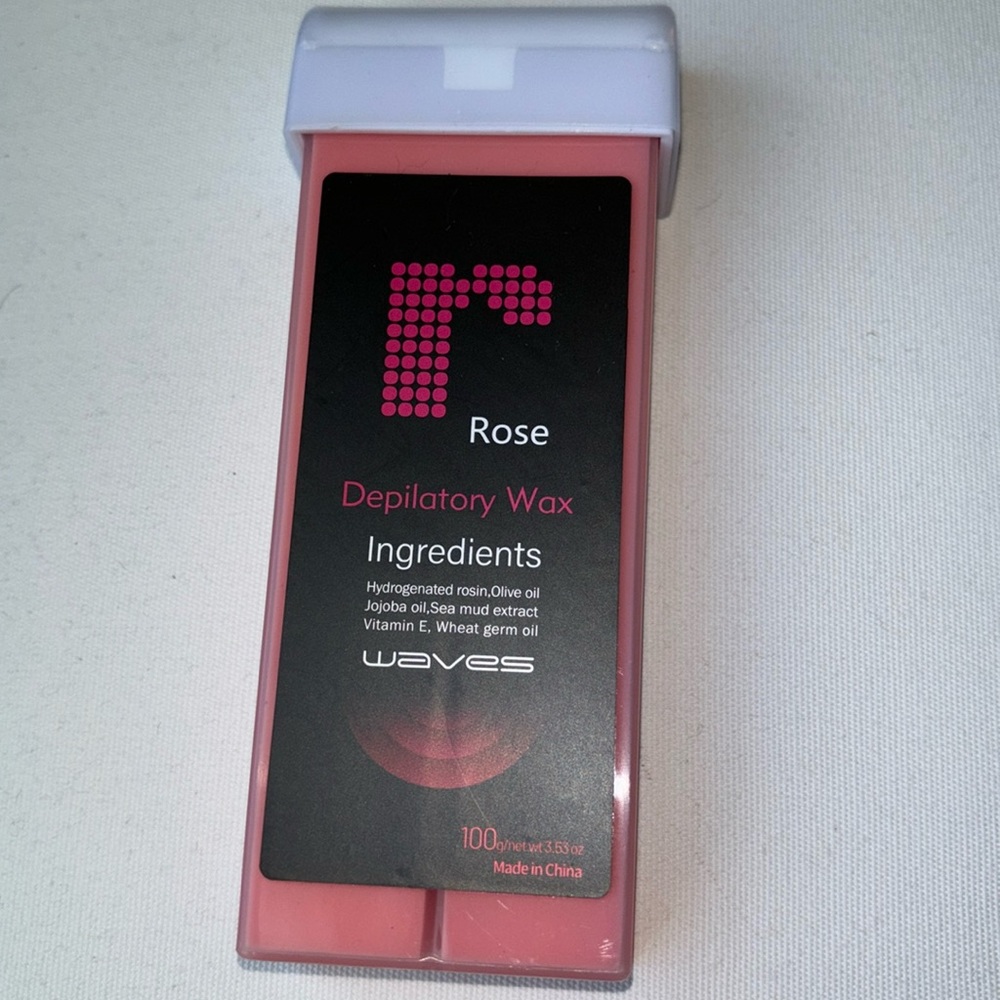 r
Rose
Depilatory Wax
Ingredients
Hydrogenated rosin,Olive oil
Jojoba oil,Sea mud extract
Vitamin E, Wheat germ oil
waves
100g/net wt 3.53 oz
Made in China